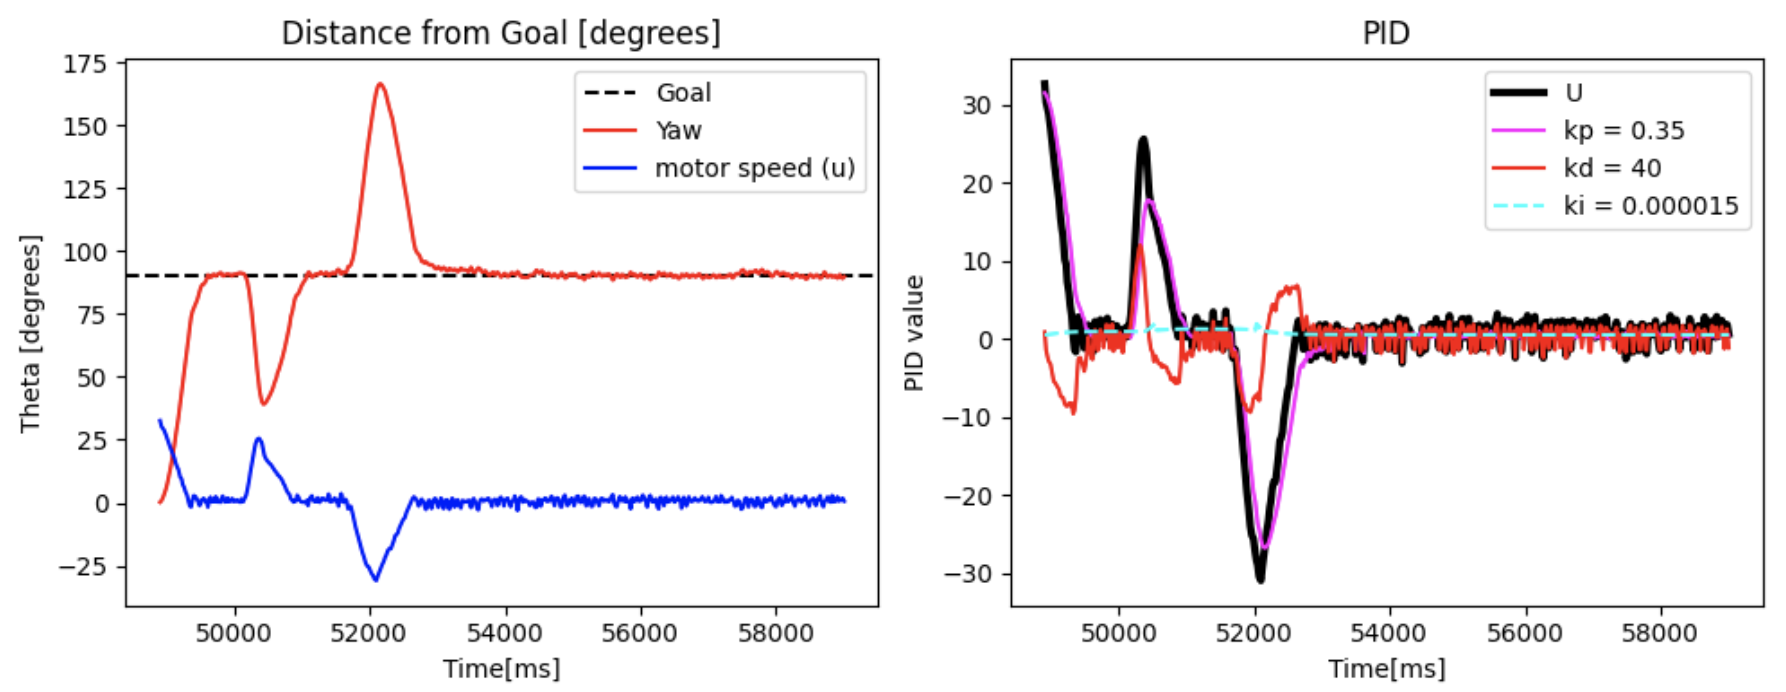 Distance from Goal [degrees]
175
150
125
100
75
50
25
0
−25
Theta [degrees]
Goal
Yaw
motor speed (u)
50000 52000 54000 56000 58000
Time[ms]
PID
30
20
10
0
−10
−20
−30
PID value
U
kp = 0.35
kd = 40
ki = 0.000015
50000 52000 54000 56000 58000
Time[ms]